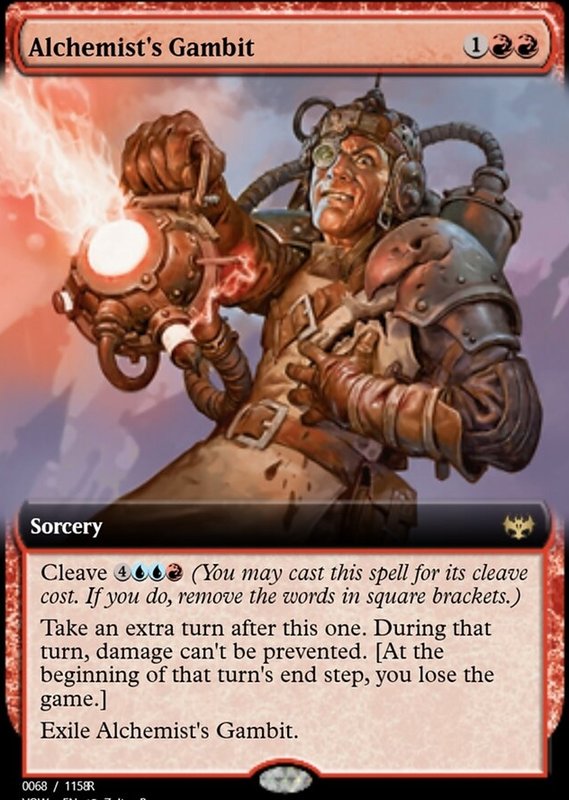 Alchemist's Gambit 1
Sorcery
Cleave 4 (You may cast this spell for its cleave
cost. If you do, remove the words in square brackets.)
Take an extra turn after this one. During that
turn, damage can't be prevented. [At the
beginning of that turn's end step, you lose the
game.]
Exile Alchemist's Gambit.
0068 / 1158R